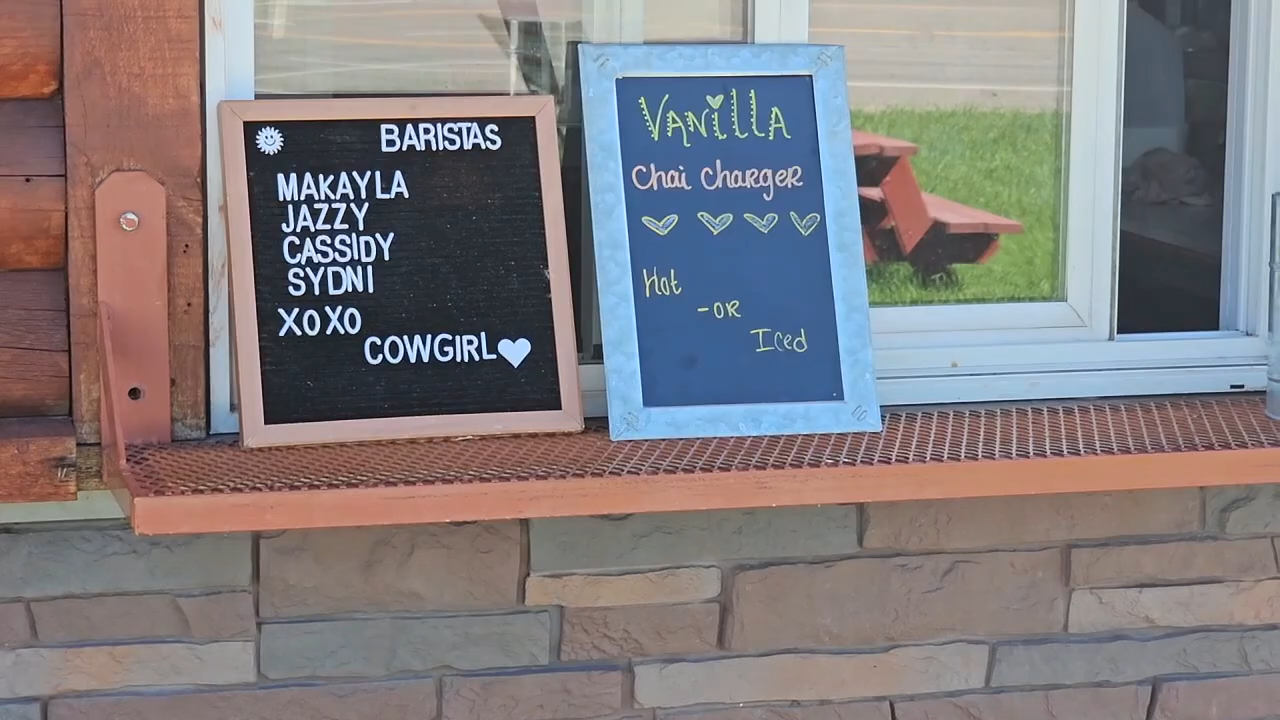 BARISTAS
MAKAYLA
JAZZY
CASSIDY
SYDNI
XOXO
COWGIRL
VANillA
Chai Charger
Hot
-OR
Iced